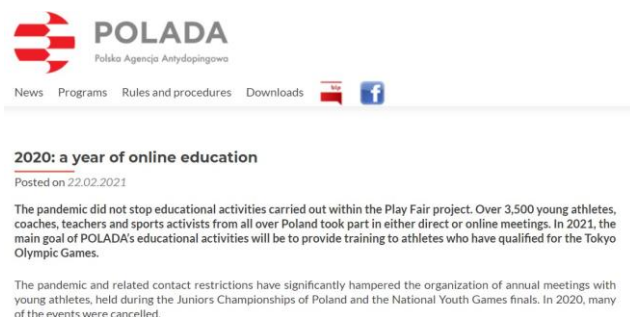 POLADA
Polska Agencja Antydopingowa
News Programs Rules and procedures Downloads bip f
2020: a year of online education
Posted on 22.02.2021
The pandemic did not stop educational activities carried out within the Play Fair project. Over 3,500 young athletes,
coaches, teachers and sports activists from all over Poland took part in either direct or online meetings. In 2021, the
main goal of POLADA's educational activities will be to provide training to athletes who have qualified for the Tokyo
Olympic Games.
The pandemic and related contact restrictions have significantly hampered the organization of annual meetings with
young athletes, held during the Juniors Championships of Poland and the National Youth Games finals. In 2020, many
of the events were cancelled.